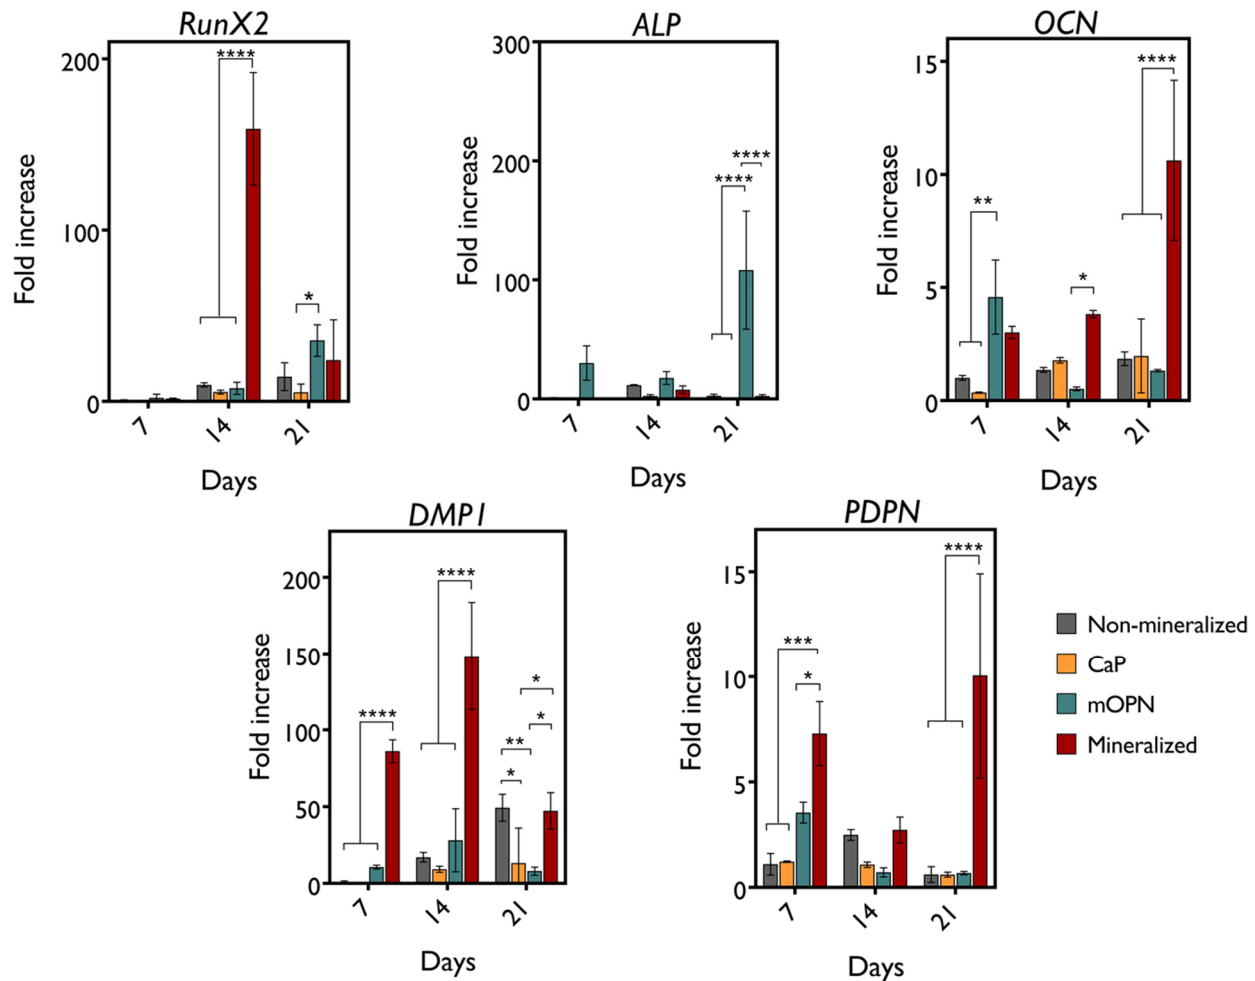 RunX2
200
100
0
Fold increase
****
*
7
14
21
Days
ALP
300
200
100
0
Fold increase
****
****
7
14
21
Days
OCN
15
10
5
0
Fold increase
**
*
****
7
14
21
Days
DMP1
200
150
100
50
0
Fold increase
****
****
*
*
**
*
7
14
21
Days
PDPN
15
10
5
0
Fold increase
***
*
****
7
14
21
Days
Non-mineralized
CaP
mOPN
Mineralized